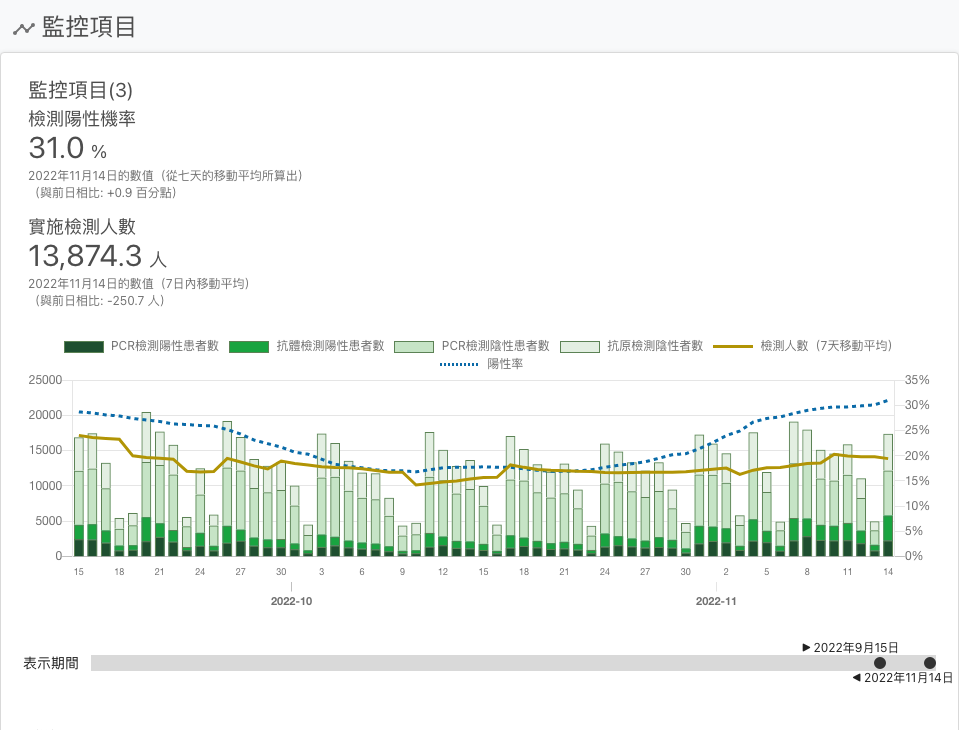 監控項目
監控項目(3)
檢測陽性機率
31.0 %
2022年11月14日的數值（從七天的移動平均所算出）
（與前日相比: +0.9 百分點）
實施檢測人數
13,874.3 人
2022年11月14日的數值（7日內移動平均）
（與前日相比: -250.7 人）
PCR檢測陽性患者數 抗體檢測陽性患者數 PCR檢測陰性患者數 抗原檢測陰性者數 檢測人數（7天移動平均）
陽性率
25000 35%
30%
20000
25%
15000
20%
10000
15%
10%
5000
5%
0 0%
15 18 21 24 27 30 3 6 9 12 15 18 21 24 27 30 2 5 8 11 14
2022-10 2022-11
▶ 2022年9月15日
表示期間
◀ 2022年11月14日